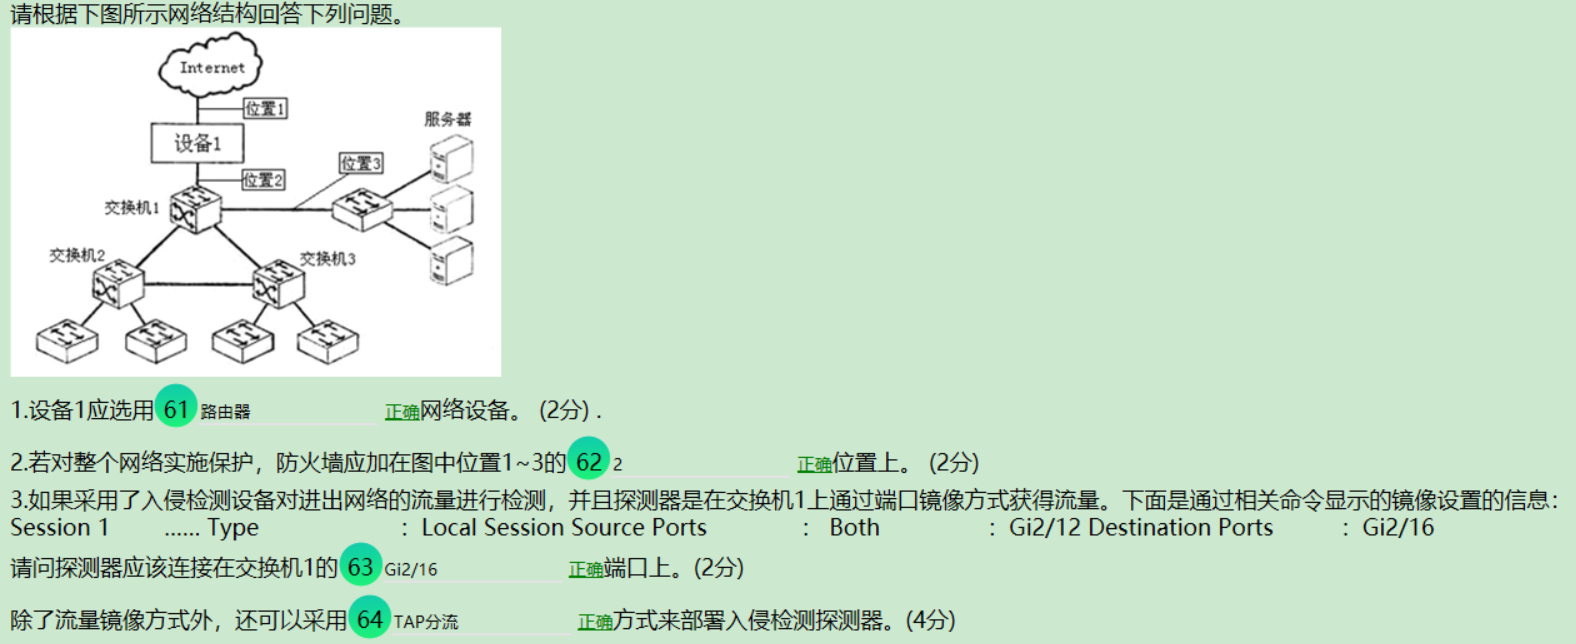 请根据下图所示网络结构回答下列问题。
Internet
位置1
设备1
服务器
位置3
位置2
交换机1
交换机2
交换机3
1.设备1应选用 61 路由器 正确网络设备。 (2分) .
2.若对整个网络实施保护，防火墙应加在图中位置1~3的 62 2 正确位置上。 (2分)
3.如果采用了入侵检测设备对进出网络的流量进行检测，并且探测器是在交换机1上通过端口镜像方式获得流量。下面是通过相关命令显示的镜像设置的信息：
Session 1 ...... Type : Local Session Source Ports : Both : Gi2/12 Destination Ports : Gi2/16
请问探测器应该连接在交换机1的 63 Gi2/16 正确端口上。(2分)
除了流量镜像方式外，还可以采用 64 TAP分流 正确方式来部署入侵检测探测器。(4分)